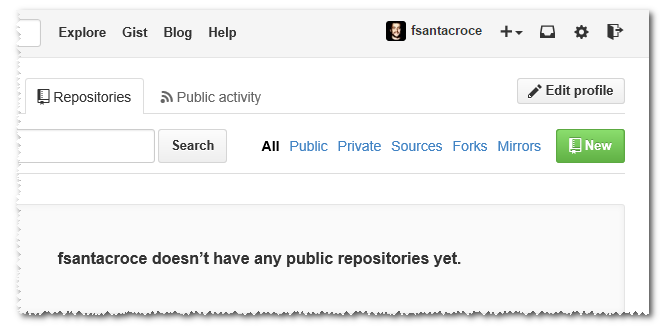 Explore Gist Blog Help fsantacroce
Repositories Public activity Edit profile
Search All Public Private Sources Forks Mirrors New
fsantacroce doesn’t have any public repositories yet.